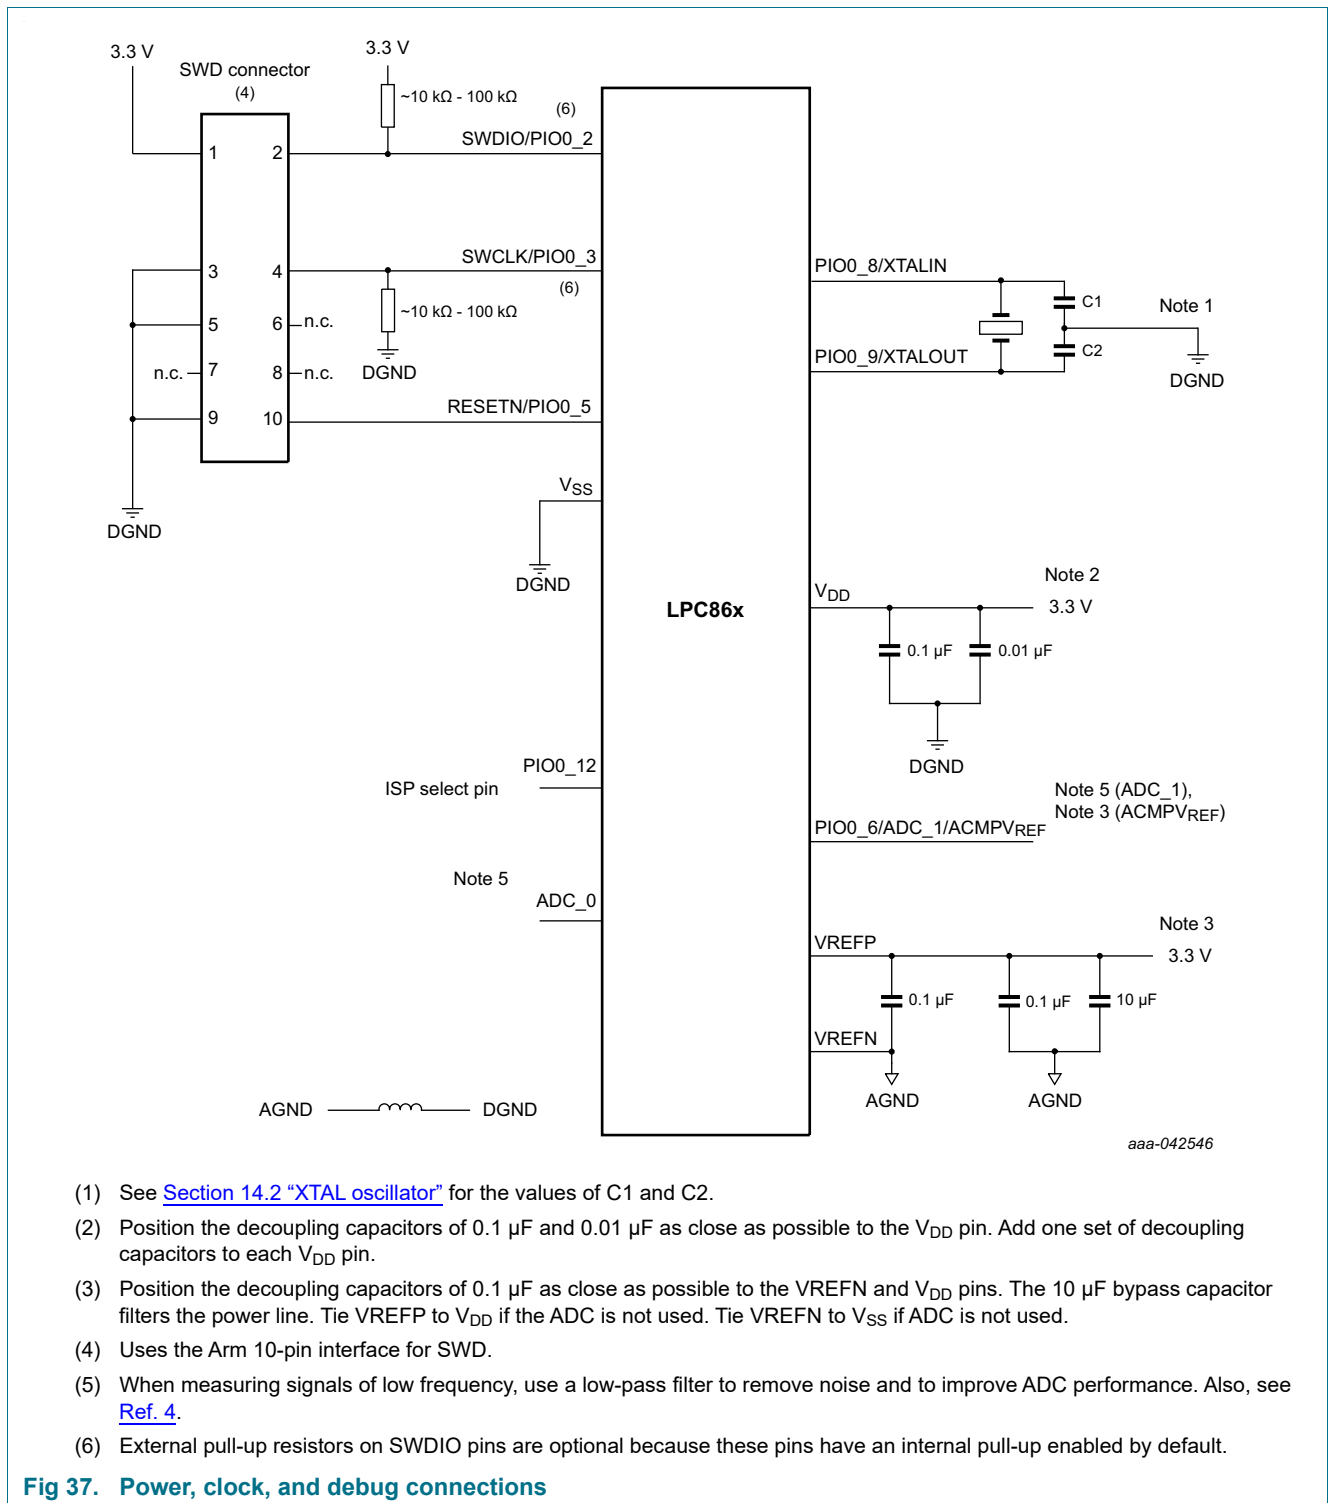 3.3 V
3.3 V
SWD connector
(4)
~10 kΩ - 100 kΩ
(6)
SWDIO/PIO0_2
1
2
SWCLK/PIO0_3
3
4
(6)
~10 kΩ - 100 kΩ
5
6
n.c.
n.c.
7
8
n.c.
DGND
RESETN/PIO0_5
9
10
DGND
VSS
DGND
LPC86x
PIO0_8/XTALIN
C1
Note 1
PIO0_9/XTALOUT
C2
DGND
Note 2
VDD
3.3 V
0.1 µF
0.01 µF
DGND
PIO0_12
ISP select pin
Note 5 (ADC_1),
Note 3 (ACMPVREF)
PIO0_6/ADC_1/ACMPVREF
Note 5
ADC_0
Note 3
VREFP
3.3 V
0.1 µF
0.1 µF
10 µF
VREFN
AGND
AGND
AGND
DGND
aaa-042546
(1) See Section 14.2 “XTAL oscillator” for the values of C1 and C2.
(2) Position the decoupling capacitors of 0.1 µF and 0.01 µF as close as possible to the VDD pin. Add one set of decoupling
capacitors to each VDD pin.
(3) Position the decoupling capacitors of 0.1 µF as close as possible to the VREFN and VDD pins. The 10 µF bypass capacitor
filters the power line. Tie VREFP to VDD if the ADC is not used. Tie VREFN to VSS if ADC is not used.
(4) Uses the Arm 10-pin interface for SWD.
(5) When measuring signals of low frequency, use a low-pass filter to remove noise and to improve ADC performance. Also, see
Ref. 4.
(6) External pull-up resistors on SWDIO pins are optional because these pins have an internal pull-up enabled by default.
Fig 37. Power, clock, and debug connections